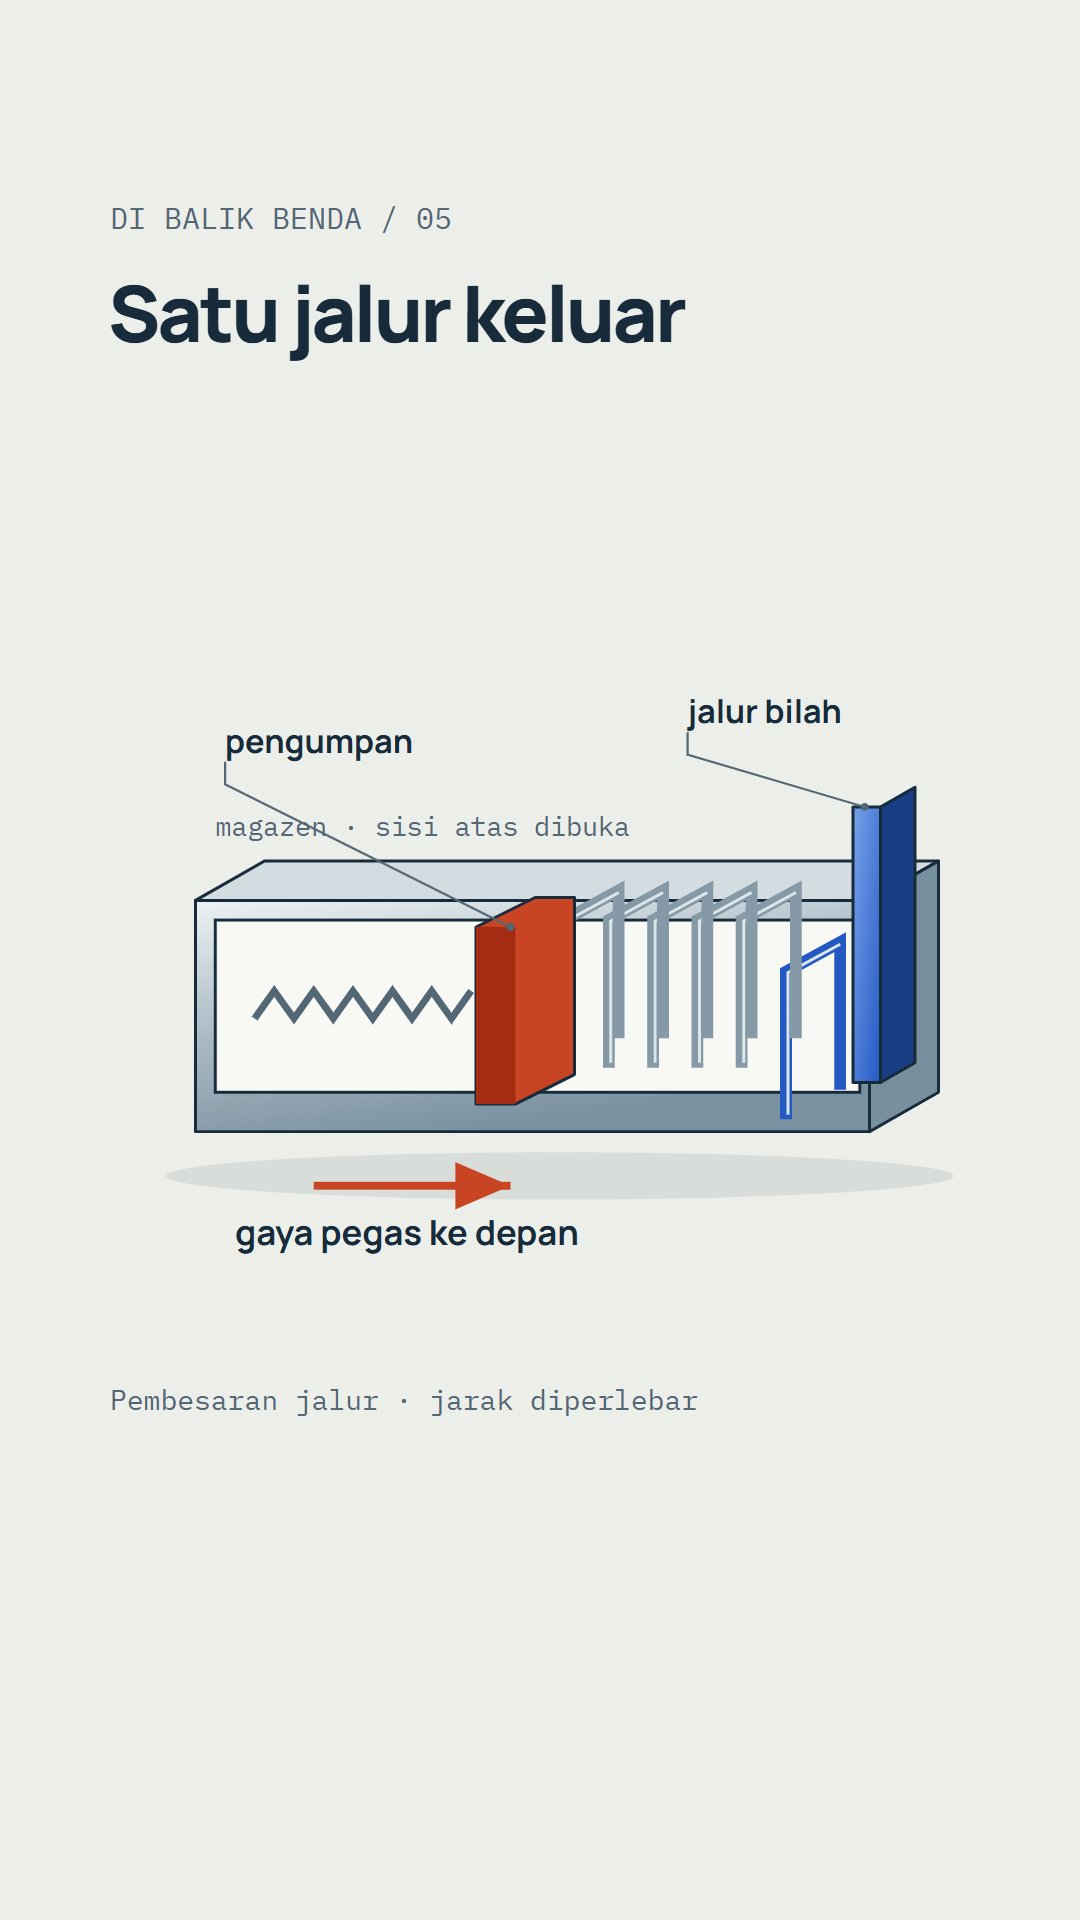 DI BALIK BENDA / 05
Satu jalur keluar
jalur bilah
pengumpan
magazen · sisi atas dibuka
gaya pegas ke depan
Pembesaran jalur · jarak diperlebar